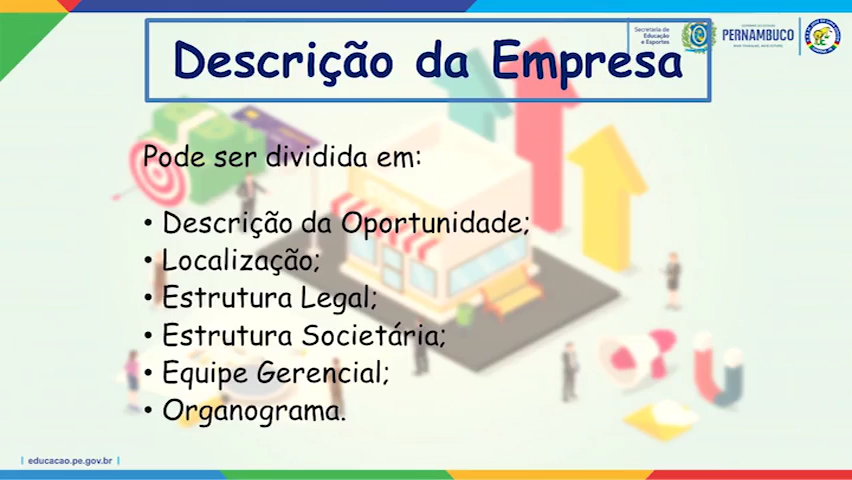 Descrição da Empresa
Secretaria de
Educação
e Esportes
PERNAMBUCO
Pode ser dividida em:
• Descrição da Oportunidade;
• Localização;
• Estrutura Legal;
• Estrutura Societária;
• Equipe Gerencial;
• Organograma.
educacao.pe.gov.br